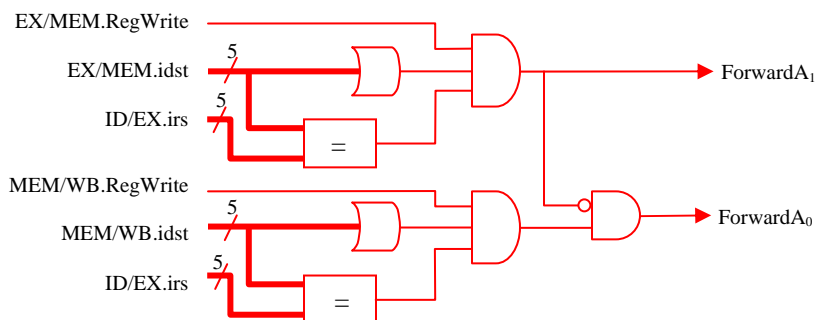 EX/MEM.RegWrite
5
EX/MEM.idst
ForwardA1
5
ID/EX.irs
=
MEM/WB.RegWrite
5
MEM/WB.idst
ForwardA0
5
ID/EX.irs
=